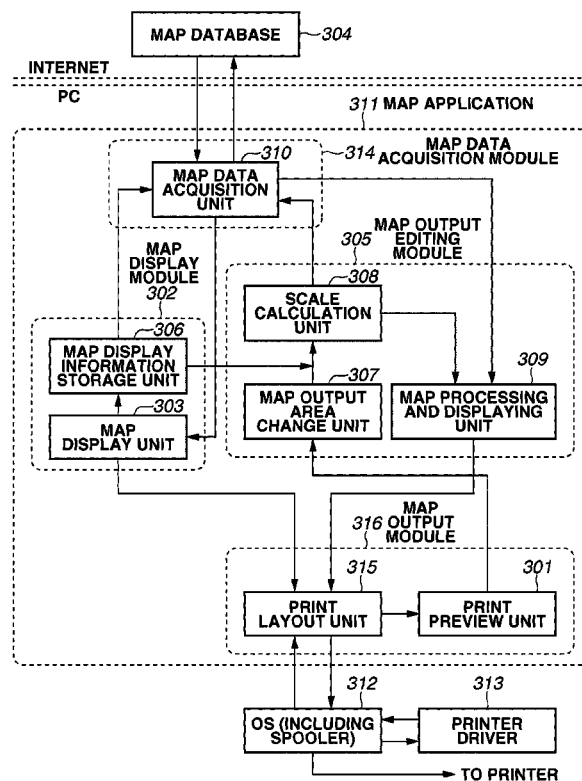 MAP DATABASE
304
INTERNET
PC
311 MAP APPLICATION
310
314
MAP DATA
ACQUISITION MODULE
MAP DATA
ACQUISITION
UNIT
MAP OUTPUT
EDITING
MODULE
305
MAP
DISPLAY
MODULE
302
308
SCALE
CALCULATION
UNIT
306
MAP DISPLAY
INFORMATION
STORAGE UNIT
307
309
MAP OUTPUT
AREA
CHANGE UNIT
MAP PROCESSING
AND DISPLAYING
UNIT
303
MAP
DISPLAY UNIT
MAP
OUTPUT
MODULE
316
315
301
PRINT
LAYOUT UNIT
PRINT
PREVIEW UNIT
312
313
OS (INCLUDING
SPOOLER)
PRINTER
DRIVER
TO PRINTER